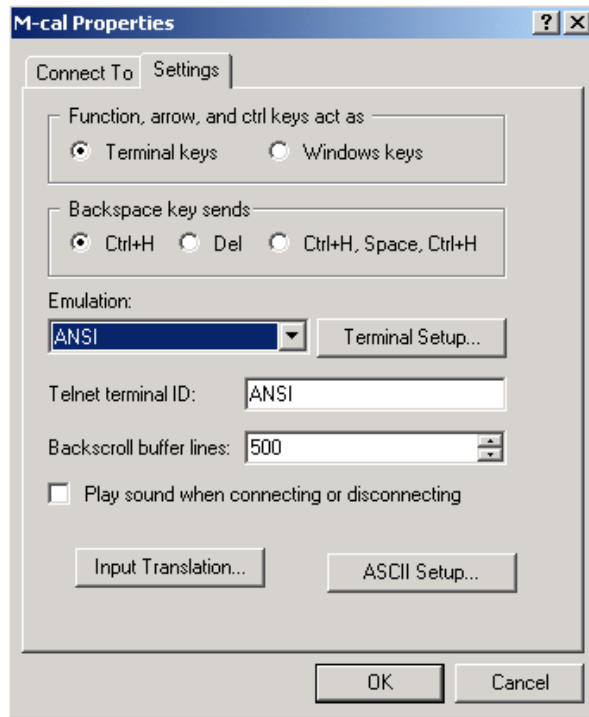 M-cal Properties
Connect To Settings
Function, arrow, and ctrl keys act as
Terminal keys Windows keys
Backspace key sends
Ctrl+H Del Ctrl+H, Space, Ctrl+H
Emulation:
ANSI Terminal Setup...
Telnet terminal ID: ANSI
Backscroll buffer lines: 500
Play sound when connecting or disconnecting
Input Translation... ASCII Setup...
OK Cancel